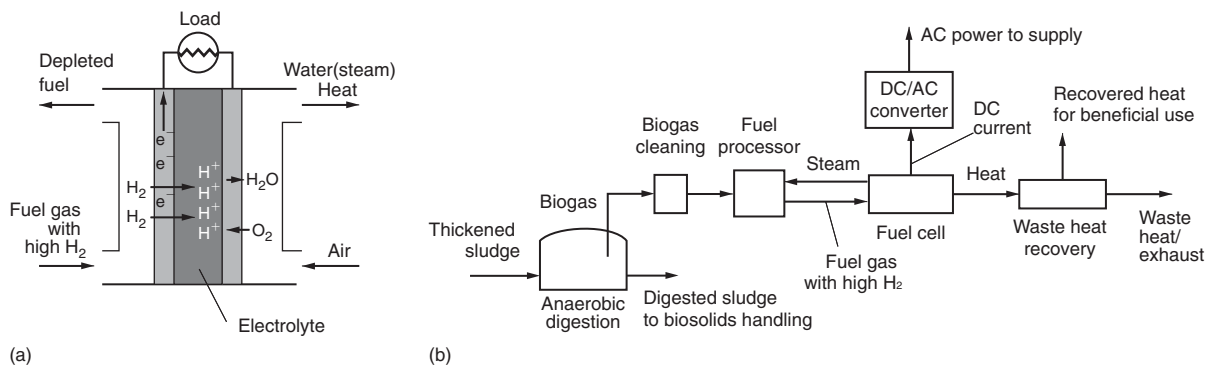 Load
Depleted
fuel
Water(steam)
Heat
e⁻
e⁻
e⁻
H⁺
H⁺
H⁺
H⁺
H₂
H₂
H₂O
O₂
Fuel gas
with
high H₂
Air
Electrolyte
(a)
AC power to supply
DC/AC
converter
DC
current
Recovered heat
for beneficial use
Biogas
cleaning
Fuel
processor
Steam
Heat
Biogas
Fuel cell
Waste heat
recovery
Waste
heat/
exhaust
Fuel gas
with high H₂
Thickened
sludge
Anaerobic
digestion
Digested sludge
to biosolids handling
(b)